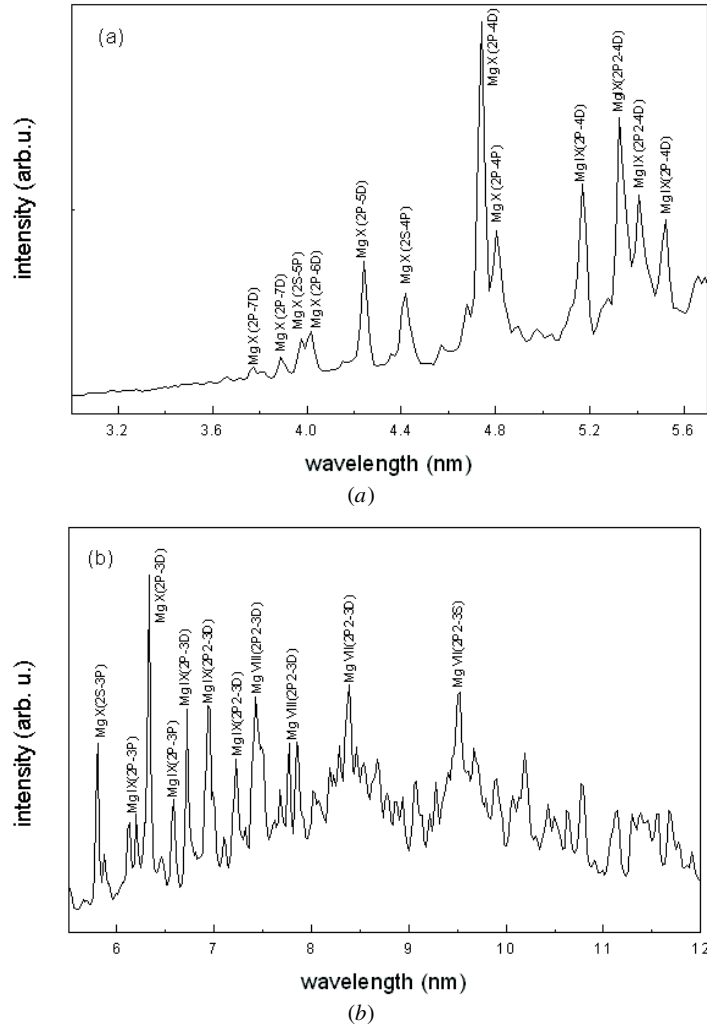 (a)
intensity (arb.u.)
Mg X (2P-7D)
Mg X (2P-7D)
Mg X (2S-5P)
Mg X (2P-6D)
Mg X (2P-5D)
Mg X (2S-4P)
Mg X (2P-4D)
Mg X (2P-4P)
Mg IX(2P-4D)
Mg IX(2P2-4D)
Mg IX (2P2-4D)
Mg IX(2P-4D)
3.2 3.6 4.0 4.4 4.8 5.2 5.6
wavelength (nm)
(a)
(b)
intensity (arb. u.)
Mg X(2S-3P)
Mg IX(2P-3P)
Mg X(2P-3D)
Mg IX(2P-3P)
Mg IX(2P-3D)
Mg IX(2P2-3D)
Mg IX(2P2-3D)
Mg VIII(2P2-3D)
Mg VIII(2P2-3D)
Mg VII(2P2-3D)
Mg VII(2P2-3S)
6 7 8 9 10 11 12
wavelength (nm)
(b)